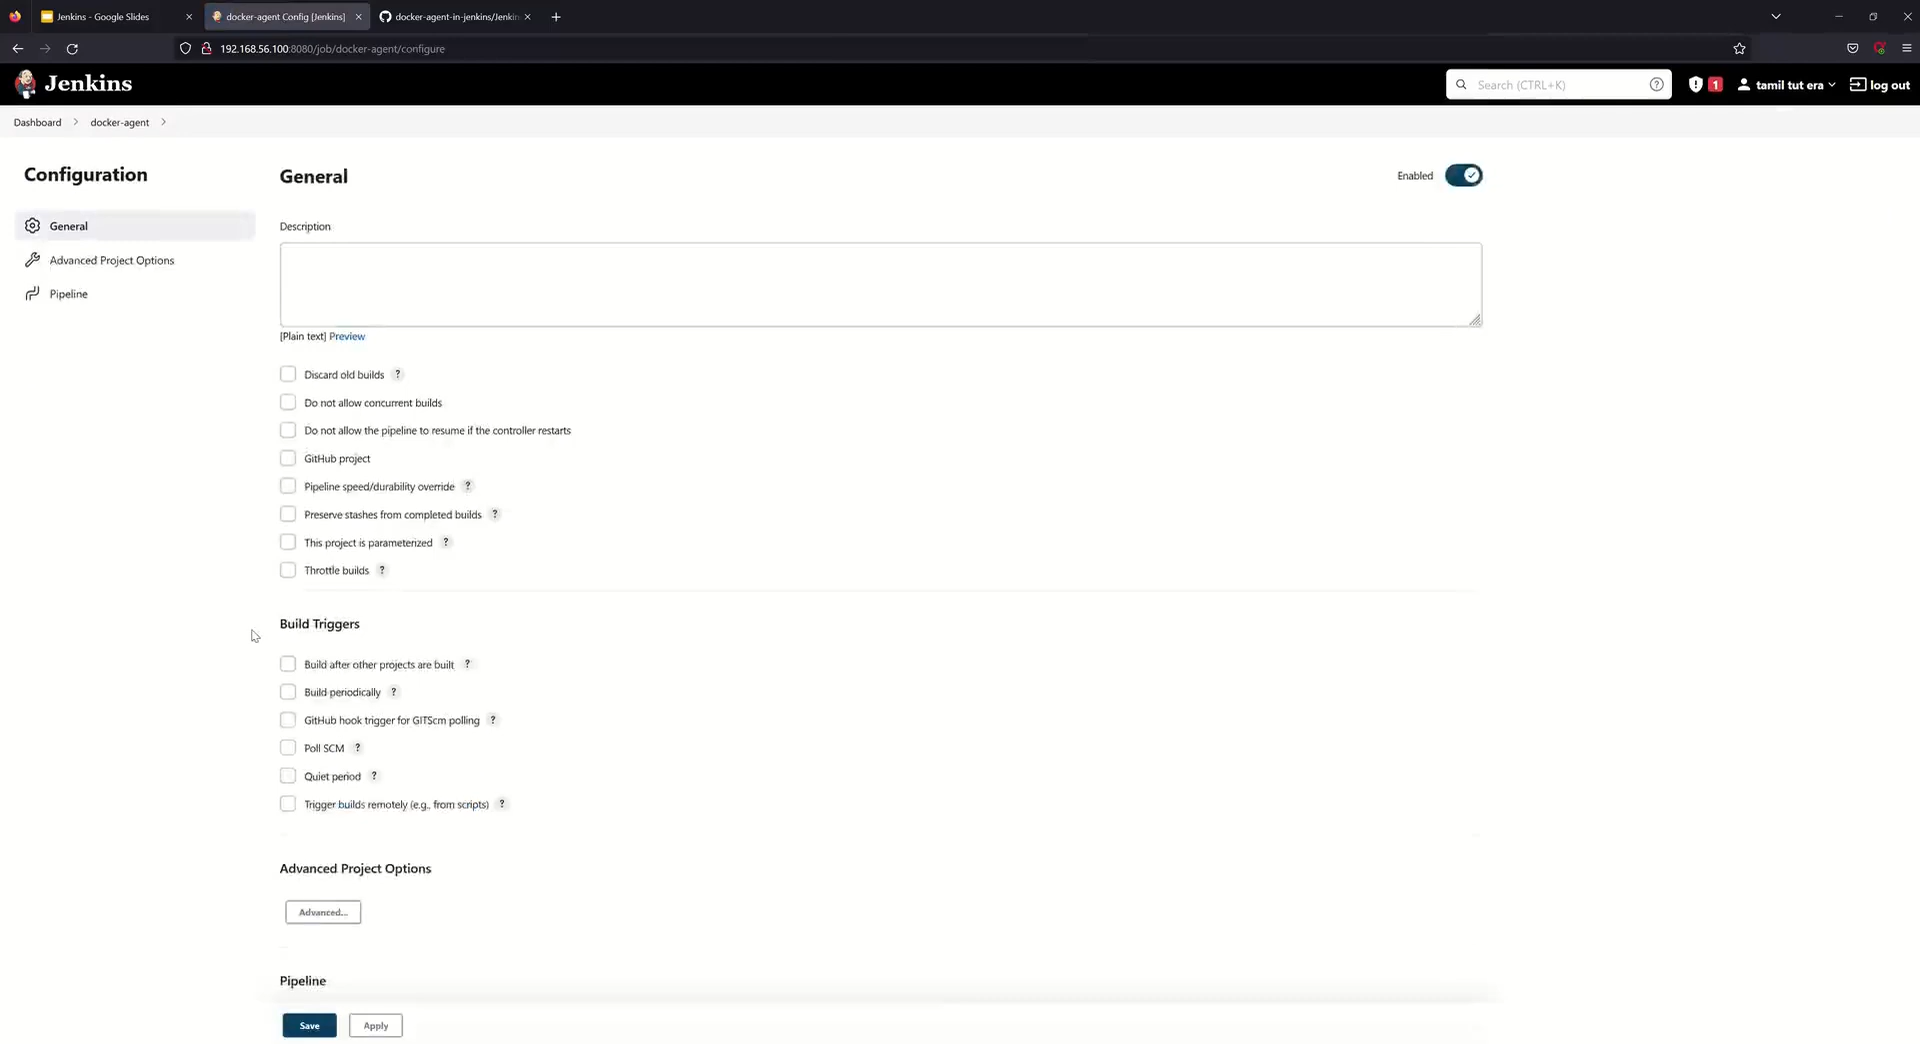 Jenkins - Google Slides
docker-agent Config [Jenkins]
docker-agent-in-jenkins/Jenkin
192.168.56.100:8080/job/docker-agent/configure
Jenkins
Search (CTRL+K)
?
1
tamil tut era
log out
Dashboard
docker-agent
Configuration
General
Advanced Project Options
Pipeline
General
Enabled
Description
[Plain text] Preview
Discard old builds ?
Do not allow concurrent builds
Do not allow the pipeline to resume if the controller restarts
GitHub project
Pipeline speed/durability override ?
Preserve stashes from completed builds ?
This project is parameterized ?
Throttle builds ?
Build Triggers
Build after other projects are built ?
Build periodically ?
GitHub hook trigger for GITScm polling ?
Poll SCM ?
Quiet period ?
Trigger builds remotely (e.g., from scripts) ?
Advanced Project Options
Advanced...
Pipeline
Save
Apply